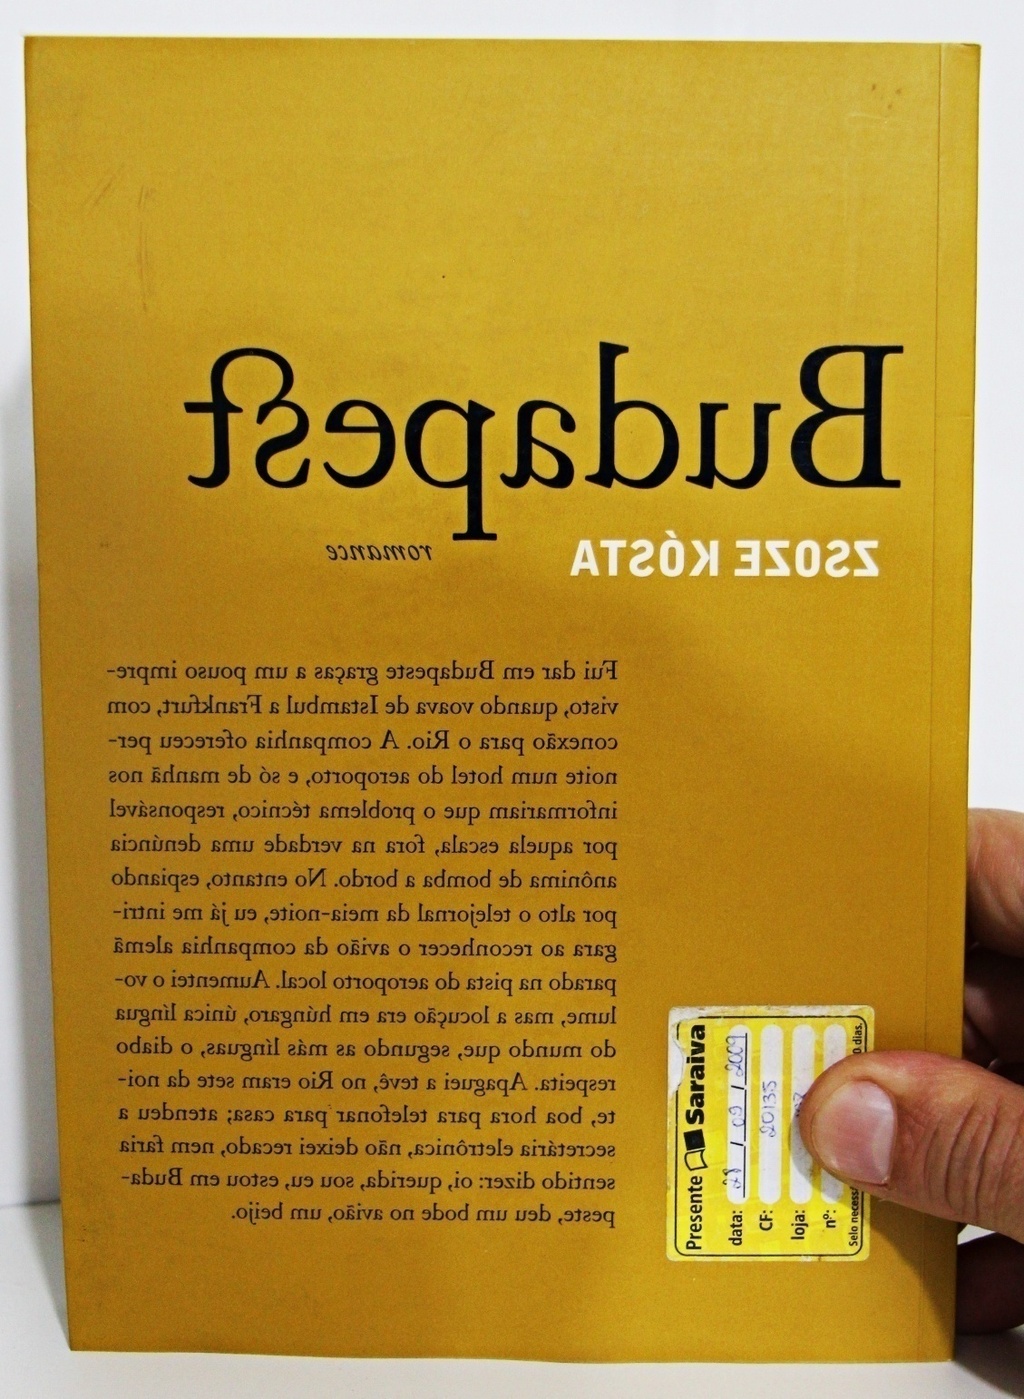 Budapest
ZSOZE KÓSTA
romance
Fui dar em Budapeste graças a um pouso impre-
visto, quando voava de Istambul a Frankfurt, com
conexão para o Rio. A companhia ofereceu per-
noite num hotel do aeroporto, e só de manhã nos
informariam que o problema técnico, responsável
por aquela escala, fora na verdade uma denúncia
anônima de bomba a bordo. No entanto, espiando
por alto o telejornal da meia-noite, eu já me intri-
gara ao reconhecer o avião da companhia alemã
parado na pista do aeroporto local. Aumentei o vo-
lume, mas a locução era em húngaro, única língua
do mundo que, segundo as más línguas, o diabo
respeita. Apaguei a tevê, no Rio eram sete da noi-
te, boa hora para telefonar para casa; atendeu a
secretária eletrônica, não deixei recado, nem faria
sentido dizer: oi, querida, sou eu, estou em Buda-
peste, deu um bode no avião, um beijo.
Presente Saraiva
data: 28 / 02 / 2009
CF: 20135
loja:
nº:
Selo dias.